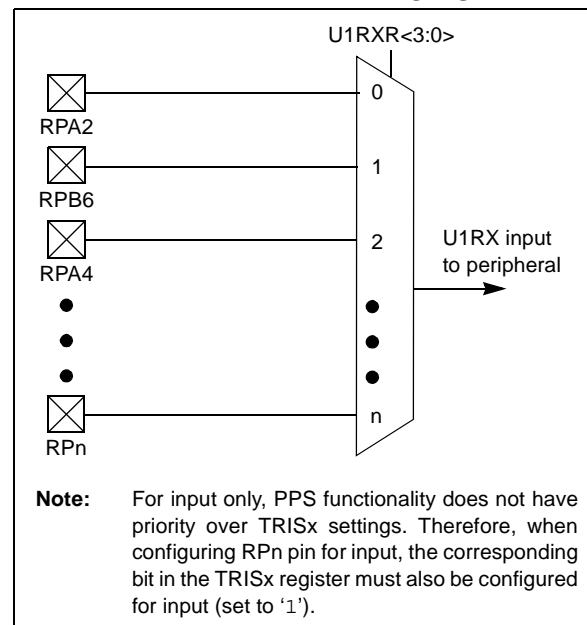 U1RXR<3:0>
RPA2
0
RPB6
1
RPA4
2
U1RX input
to peripheral
RPn
n
Note: For input only, PPS functionality does not have
priority over TRISx settings. Therefore, when
configuring RPn pin for input, the corresponding
bit in the TRISx register must also be configured
for input (set to ‘1’).